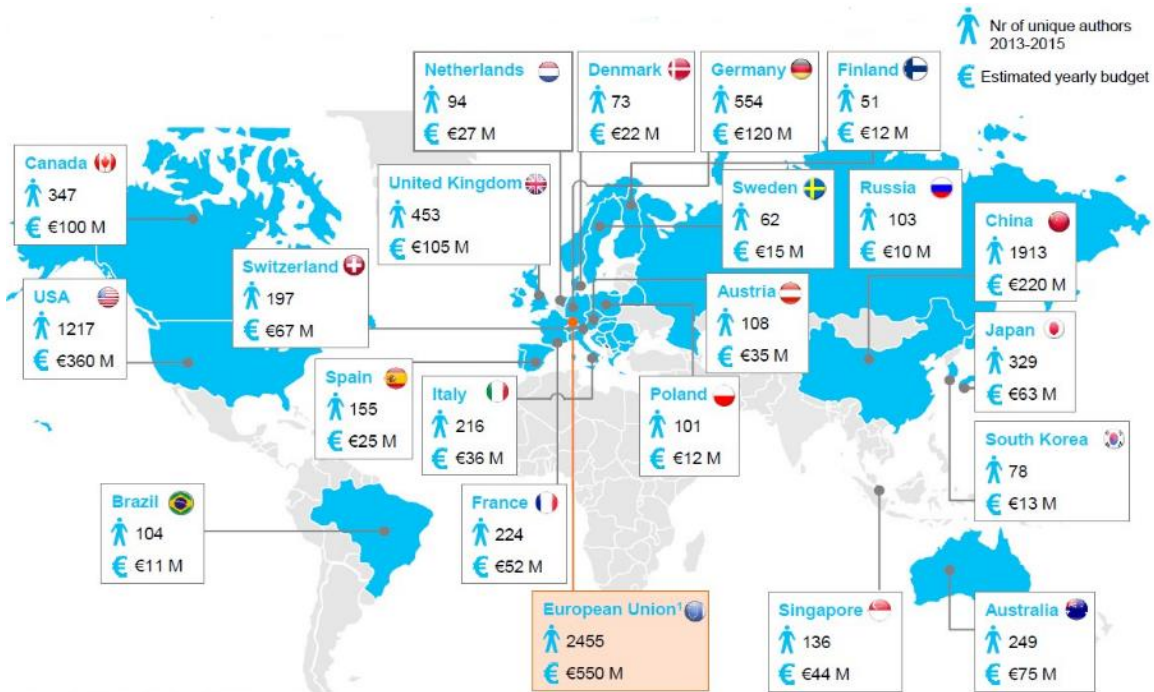 Nr of unique authors
2013-2015
€ Estimated yearly budget
Netherlands
94
€ €27 M
Denmark
73
€ €22 M
Germany
554
€ €120 M
Finland
51
€ €12 M
Canada
347
€ €100 M
United Kingdom
453
€ €105 M
Sweden
62
€ €15 M
Russia
103
€ €10 M
China
1913
€ €220 M
USA
1217
€ €360 M
Switzerland
197
€ €67 M
Austria
108
€ €35 M
Japan
329
€ €63 M
Spain
155
€ €25 M
Italy
216
€ €36 M
Poland
101
€ €12 M
South Korea
78
€ €13 M
Brazil
104
€ €11 M
France
224
€ €52 M
European Union¹
2455
€ €550 M
Singapore
136
€ €44 M
Australia
249
€ €75 M